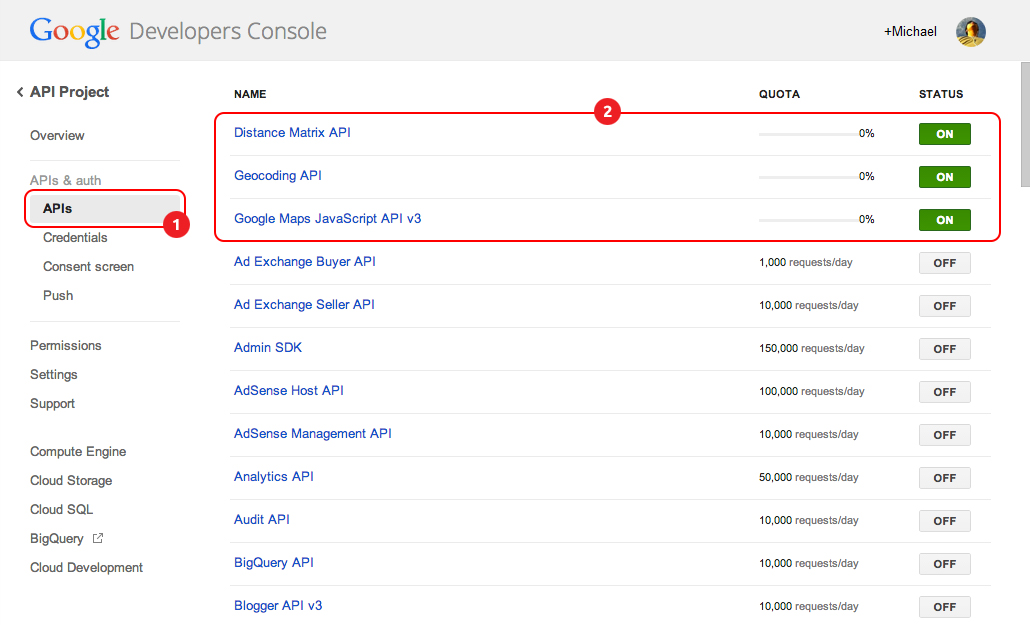 Google Developers Console
+Michael
API Project
Overview
APIs & auth
APIs
1
Credentials
Consent screen
Push
Permissions
Settings
Support
Compute Engine
Cloud Storage
Cloud SQL
BigQuery
Cloud Development
NAME QUOTA STATUS
2
Distance Matrix API 0% ON
Geocoding API 0% ON
Google Maps JavaScript API v3 0% ON
Ad Exchange Buyer API 1,000 requests/day OFF
Ad Exchange Seller API 10,000 requests/day OFF
Admin SDK 150,000 requests/day OFF
AdSense Host API 100,000 requests/day OFF
AdSense Management API 10,000 requests/day OFF
Analytics API 50,000 requests/day OFF
Audit API 10,000 requests/day OFF
BigQuery API 10,000 requests/day OFF
Blogger API v3 10,000 requests/day OFF